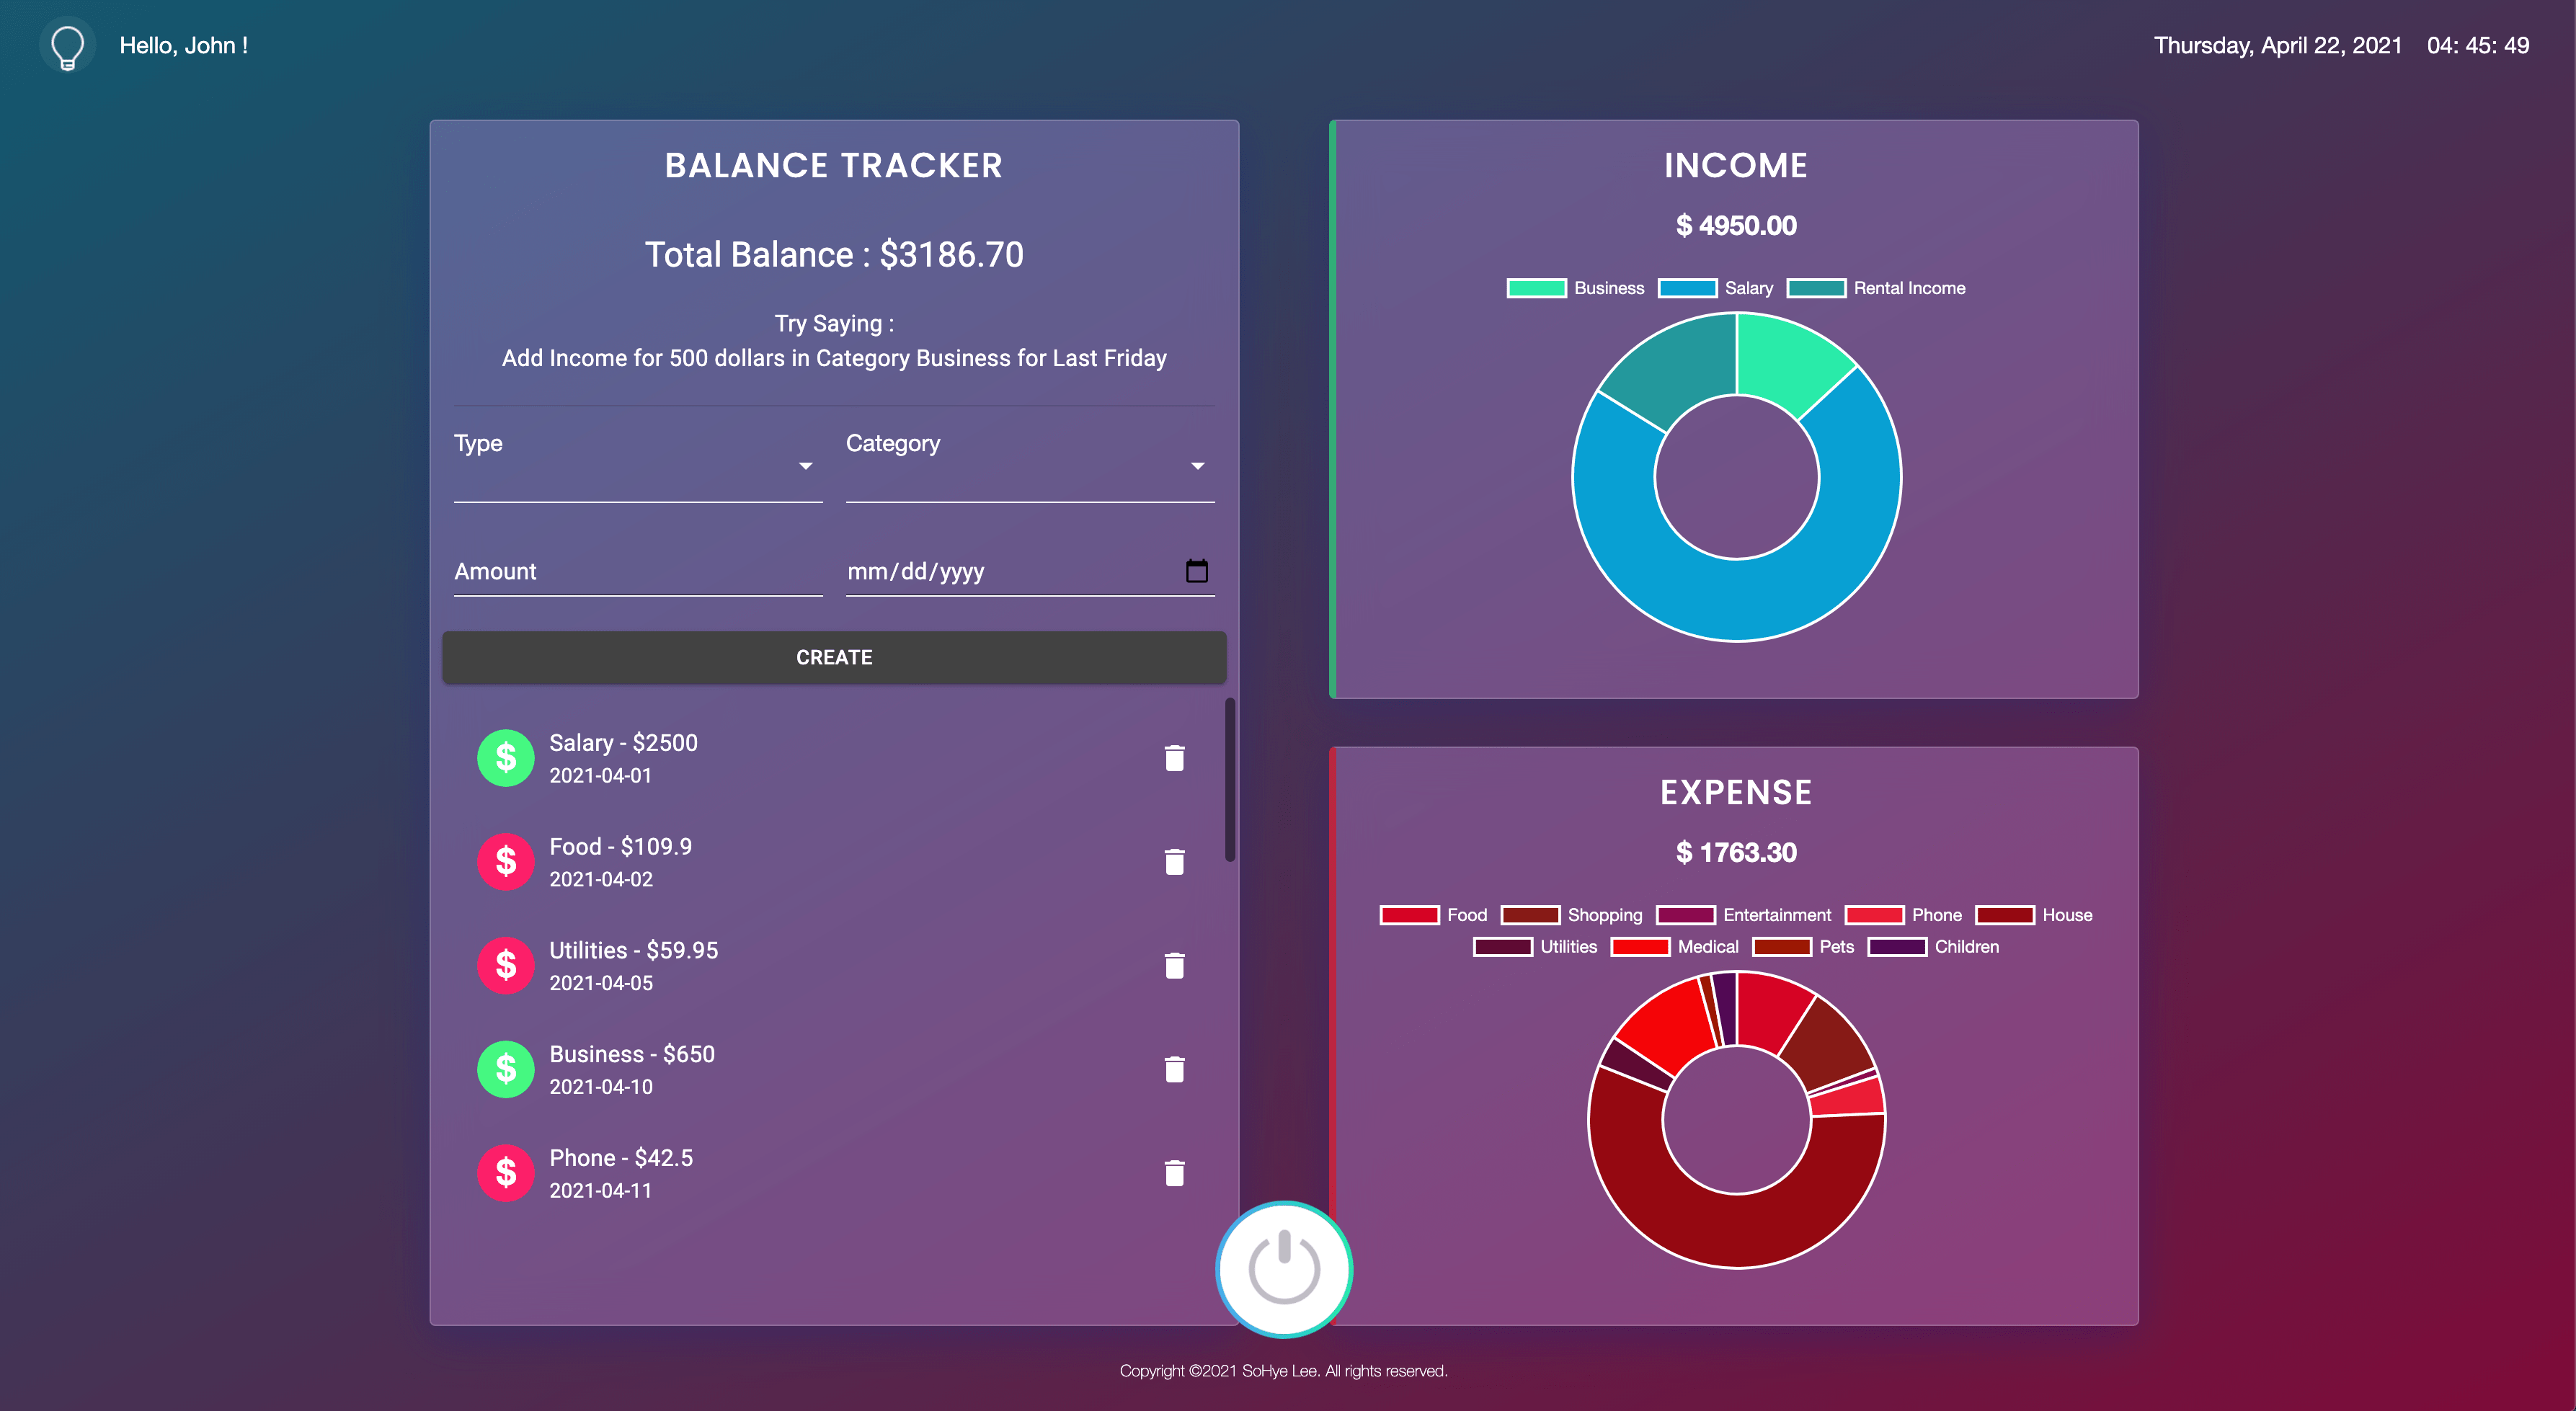 Hello, John !
Thursday, April 22, 2021 04: 45: 49
BALANCE TRACKER
Total Balance : $3186.70
Try Saying :
Add Income for 500 dollars in Category Business for Last Friday
Type
Category
Amount
mm/dd/yyyy
CREATE
$
Salary - $2500
2021-04-01
$
Food - $109.9
2021-04-02
$
Utilities - $59.95
2021-04-05
$
Business - $650
2021-04-10
$
Phone - $42.5
2021-04-11
INCOME
$ 4950.00
Business Salary Rental Income
EXPENSE
$ 1763.30
Food Shopping Entertainment Phone House
Utilities Medical Pets Children
Copyright ©2021 SoHye Lee. All rights reserved.